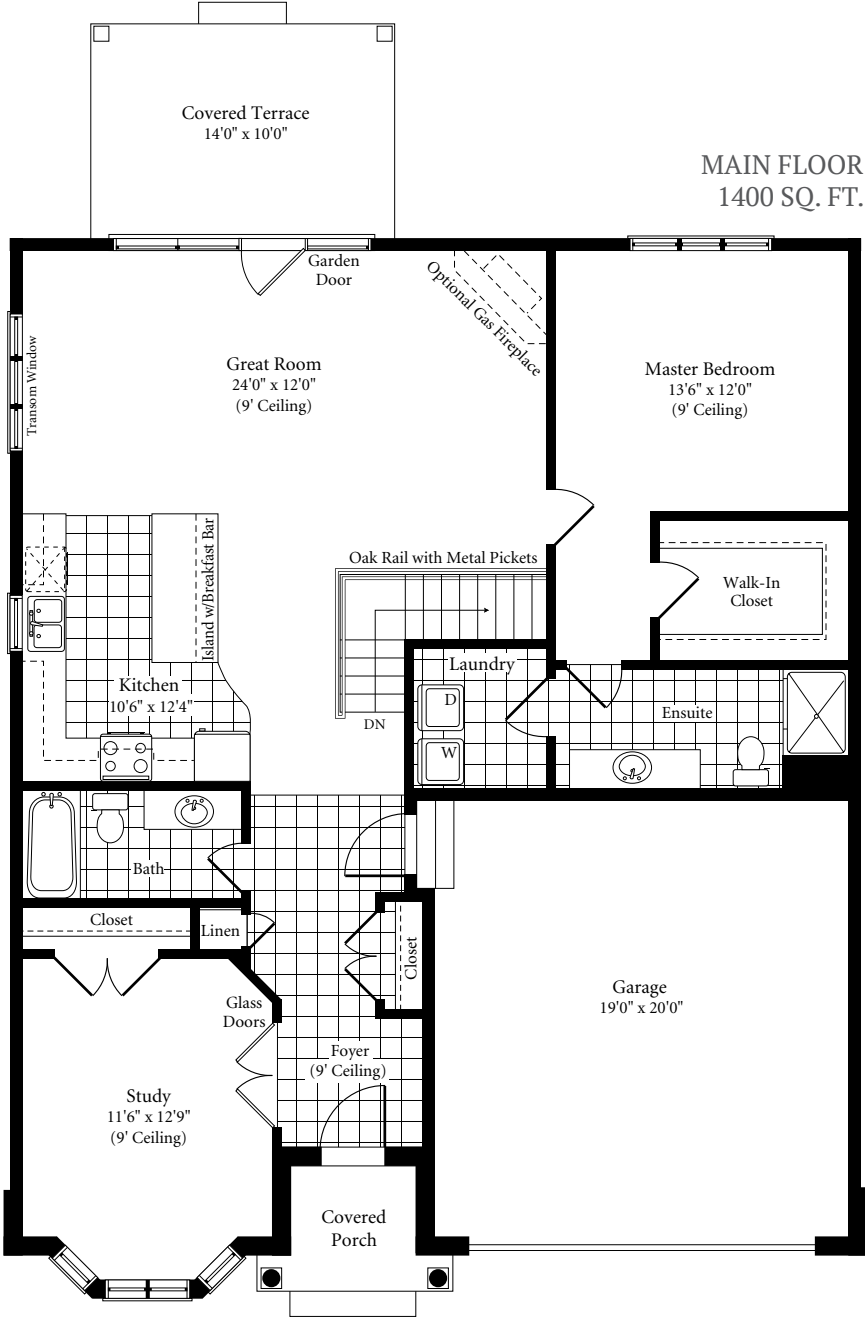 Covered Terrace
14'0" x 10'0"
MAIN FLOOR
1400 SQ. FT.
Garden
Door
Optional Gas Fireplace
Transom Window
Great Room
24'0" x 12'0"
(9' Ceiling)
Master Bedroom
13'6" x 12'0"
(9' Ceiling)
Island w/Breakfast Bar
Oak Rail with Metal Pickets
Walk-In
Closet
Laundry
Kitchen
10'6" x 12'4"
D
Ensuite
DN
W
Bath
Closet
Linen
Closet
Glass
Doors
Garage
19'0" x 20'0"
Foyer
(9' Ceiling)
Study
11'6" x 12'9"
(9' Ceiling)
Covered
Porch